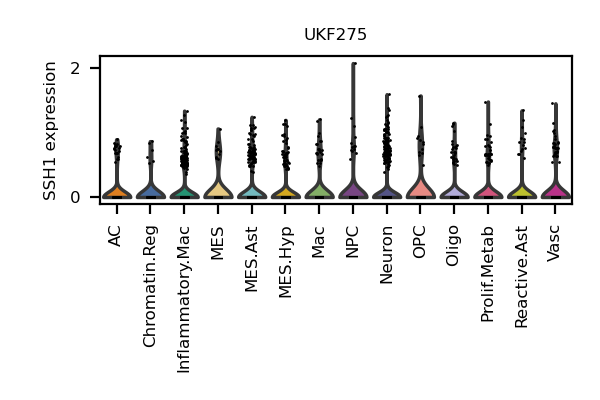 UKF275
SSH1 expression
2
0
AC
Chromatin.Reg
Inflammatory.Mac
MES
MES.Ast
MES.Hyp
Mac
NPC
Neuron
OPC
Oligo
Prolif.Metab
Reactive.Ast
Vasc